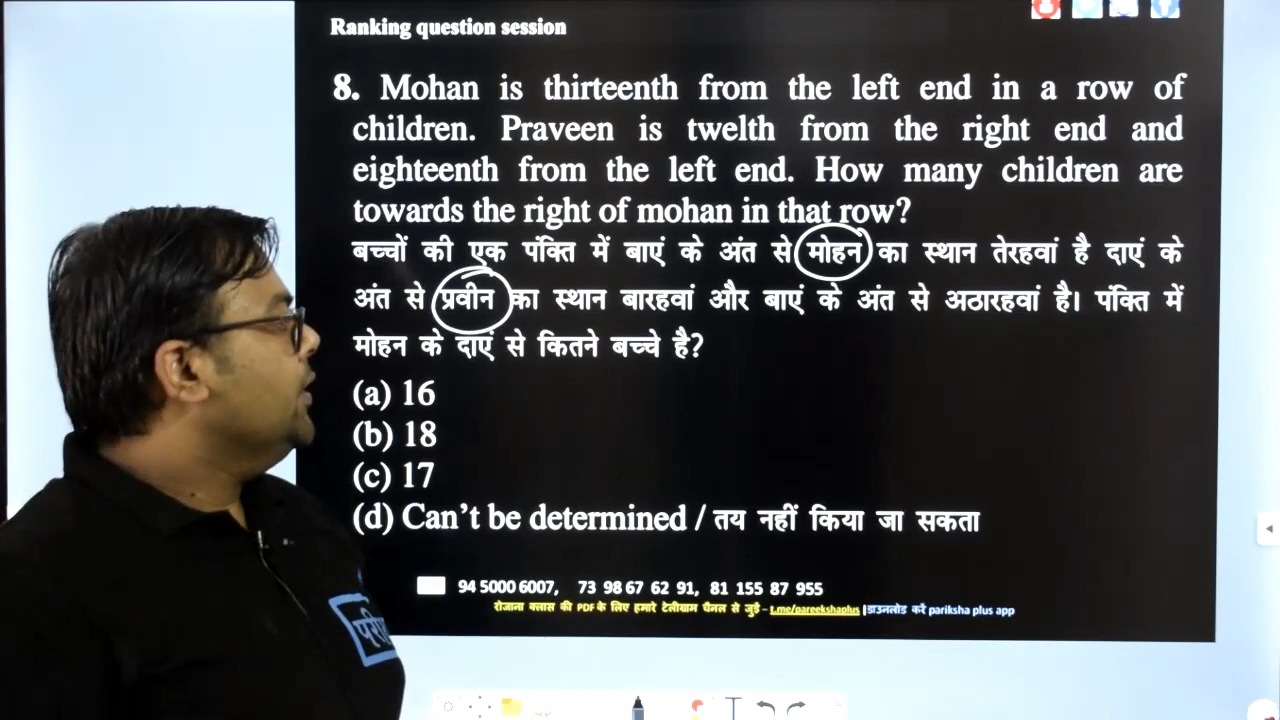 Ranking question session
8. Mohan is thirteenth from the left end in a row of
children. Praveen is twelth from the right end and
eighteenth from the left end. How many children are
towards the right of mohan in that row?
बच्चों की एक पंक्ति में बाएं के अंत से मोहन का स्थान तेरहवां है दाएं के
अंत से प्रवीन का स्थान बारहवां और बाएं के अंत से अठारहवां है। पंक्ति में
मोहन के दाएं से कितने बच्चे है?
(a) 16
(b) 18
(c) 17
(d) Can't be determined / तय नहीं किया जा सकता
94 5000 6007, 73 98 67 62 91, 81 155 87 955
रोजाना क्लास की PDF के लिए हमारे टेलीग्राम चैनल से जुड़ें – t.me/pareekshaplus | डाउनलोड करें pariksha plus app